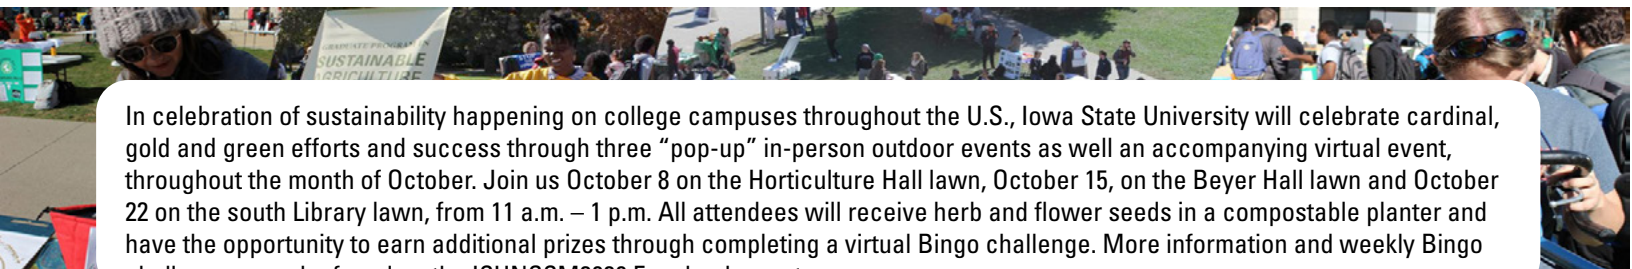 GRADUATE PROGRAM IN
SUSTAINABLE
AGRICULTURE
In celebration of sustainability happening on college campuses throughout the U.S., Iowa State University will celebrate cardinal,
gold and green efforts and success through three “pop-up” in-person outdoor events as well an accompanying virtual event,
throughout the month of October. Join us October 8 on the Horticulture Hall lawn, October 15, on the Beyer Hall lawn and October
22 on the south Library lawn, from 11 a.m. – 1 p.m. All attendees will receive herb and flower seeds in a compostable planter and
have the opportunity to earn additional prizes through completing a virtual Bingo challenge. More information and weekly Bingo